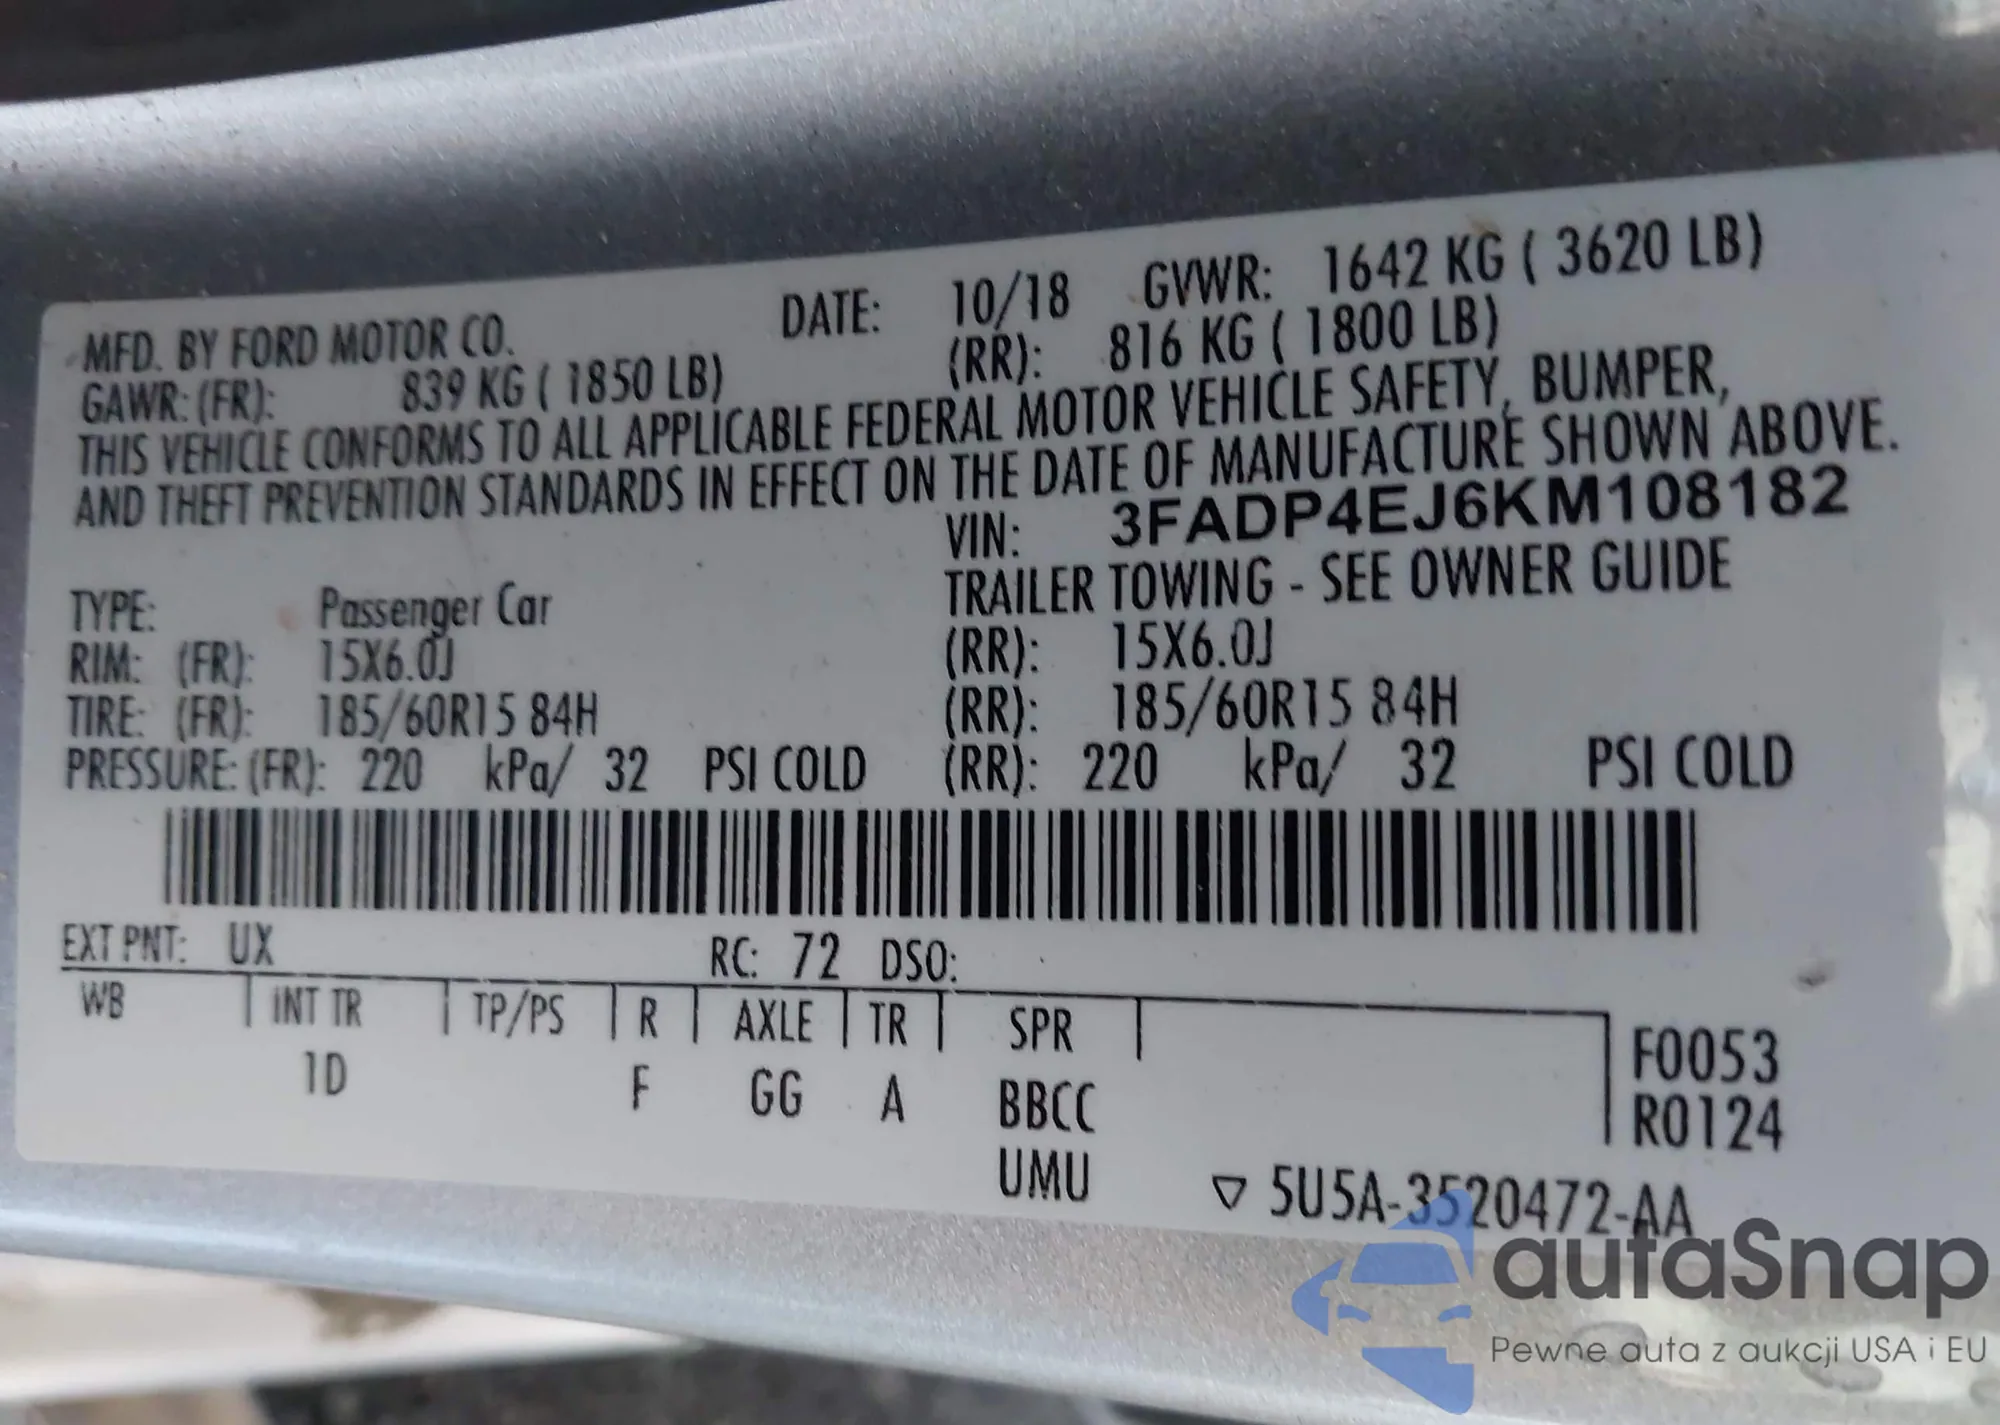 MFD. BY FORD MOTOR CO. DATE: 10/18 GVWR: 1642 KG ( 3620 LB)
GAWR: (FR): 839 KG ( 1850 LB) (RR): 816 KG ( 1800 LB)
THIS VEHICLE CONFORMS TO ALL APPLICABLE FEDERAL MOTOR VEHICLE SAFETY, BUMPER,
AND THEFT PREVENTION STANDARDS IN EFFECT ON THE DATE OF MANUFACTURE SHOWN ABOVE.
VIN: 3FADP4EJ6KM108182
TYPE: Passenger Car TRAILER TOWING - SEE OWNER GUIDE
RIM: (FR): 15X6.0J (RR): 15X6.0J
TIRE: (FR): 185/60R15 84H (RR): 185/60R15 84H
PRESSURE: (FR): 220 kPa/ 32 PSI COLD (RR): 220 kPa/ 32 PSI COLD
EXT PNT: UX RC: 72 DSO:
WB INT TR TP/PS R AXLE TR SPR
1D F GG A BBCC
UMU
F0053
R0124
▽ 5U5A-3520472-AA
autaSnap
Pewne auta z aukcji USA i EU